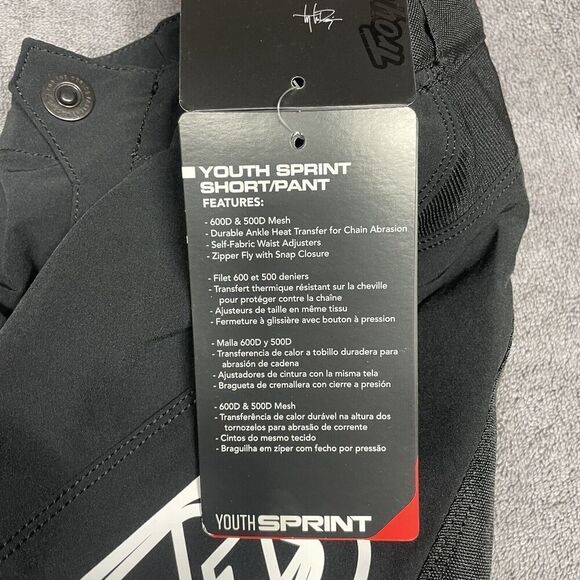 Troy
YOUTH SPRINT
SHORT/PANT
FEATURES:
- 600D & 500D Mesh
- Durable Ankle Heat Transfer for Chain Abrasion
- Self-Fabric Waist Adjusters
- Zipper Fly with Snap Closure
- Filet 600 et 500 deniers
- Transfert thermique résistant sur la cheville
pour protéger contre la chaîne
- Ajusteurs de taille en même tissu
- Fermeture à glissière avec bouton à pression
- Malla 600D y 500D
- Transferencia de calor a tobillo duradera para
abrasión de cadena
- Ajustadores de cintura con la misma tela
- Bragueta de cremallera con cierre a presión
- 600D & 500D Mesh
- Transferência de calor durável na altura dos
tornozelos para abrasão de corrente
- Cintos do mesmo tecido
- Braguilha em zíper com fecho por pressão
YOUTH SPRINT